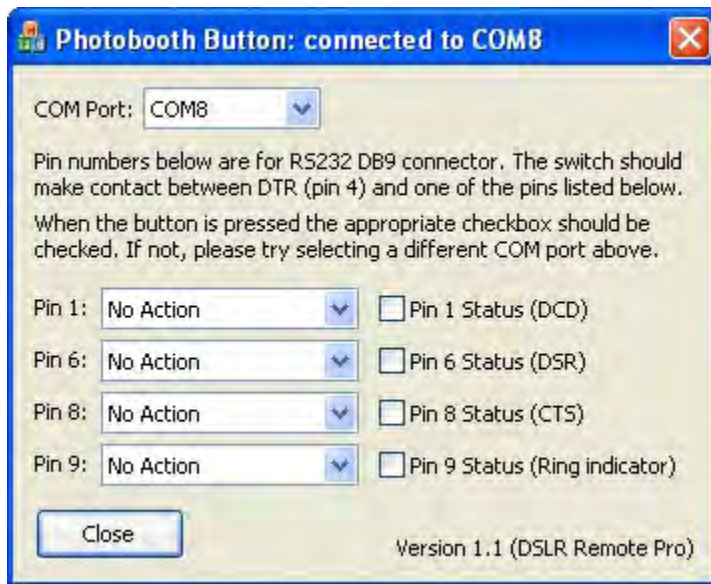 Photobooth Button: connected to COM8
COM Port: COM8
Pin numbers below are for RS232 DB9 connector. The switch should
make contact between DTR (pin 4) and one of the pins listed below.
When the button is pressed the appropriate checkbox should be
checked. If not, please try selecting a different COM port above.
Pin 1: No Action Pin 1 Status (DCD)
Pin 6: No Action Pin 6 Status (DSR)
Pin 8: No Action Pin 8 Status (CTS)
Pin 9: No Action Pin 9 Status (Ring indicator)
Close
Version 1.1 (DSLR Remote Pro)